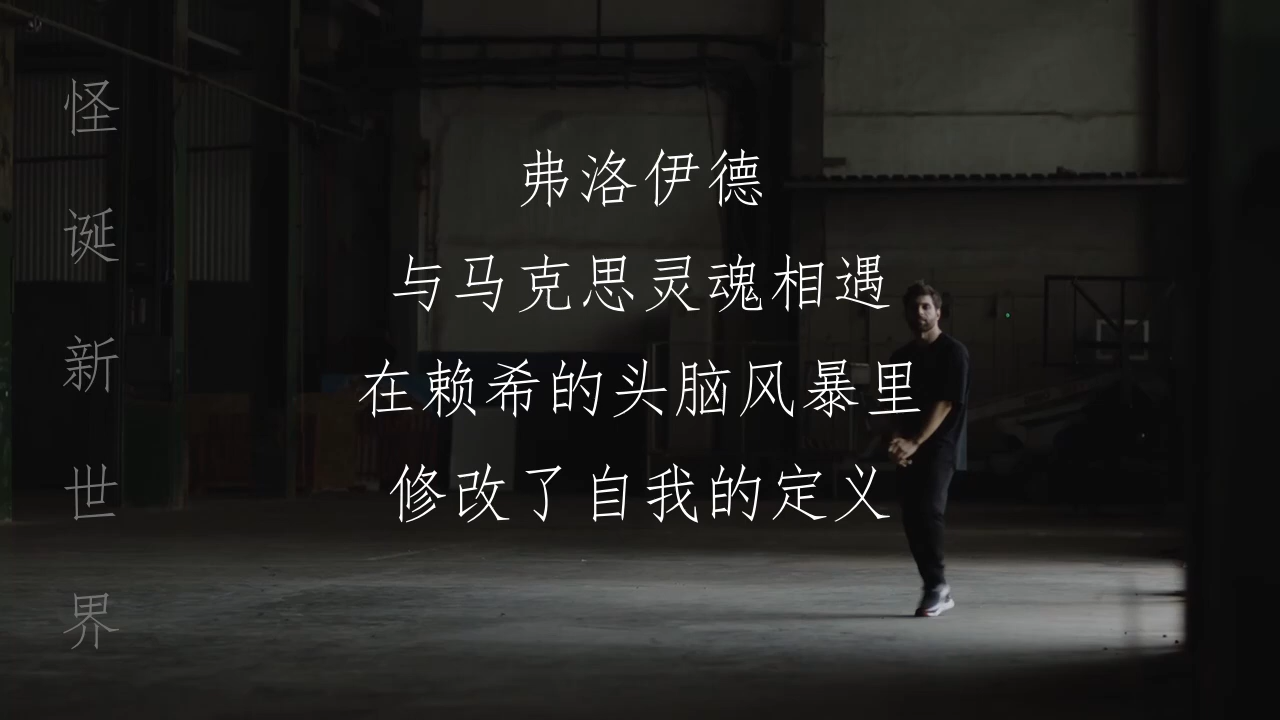 怪诞新世界
弗洛伊德
与马克思灵魂相遇
在赖希的头脑风暴里
修改了自我的定义